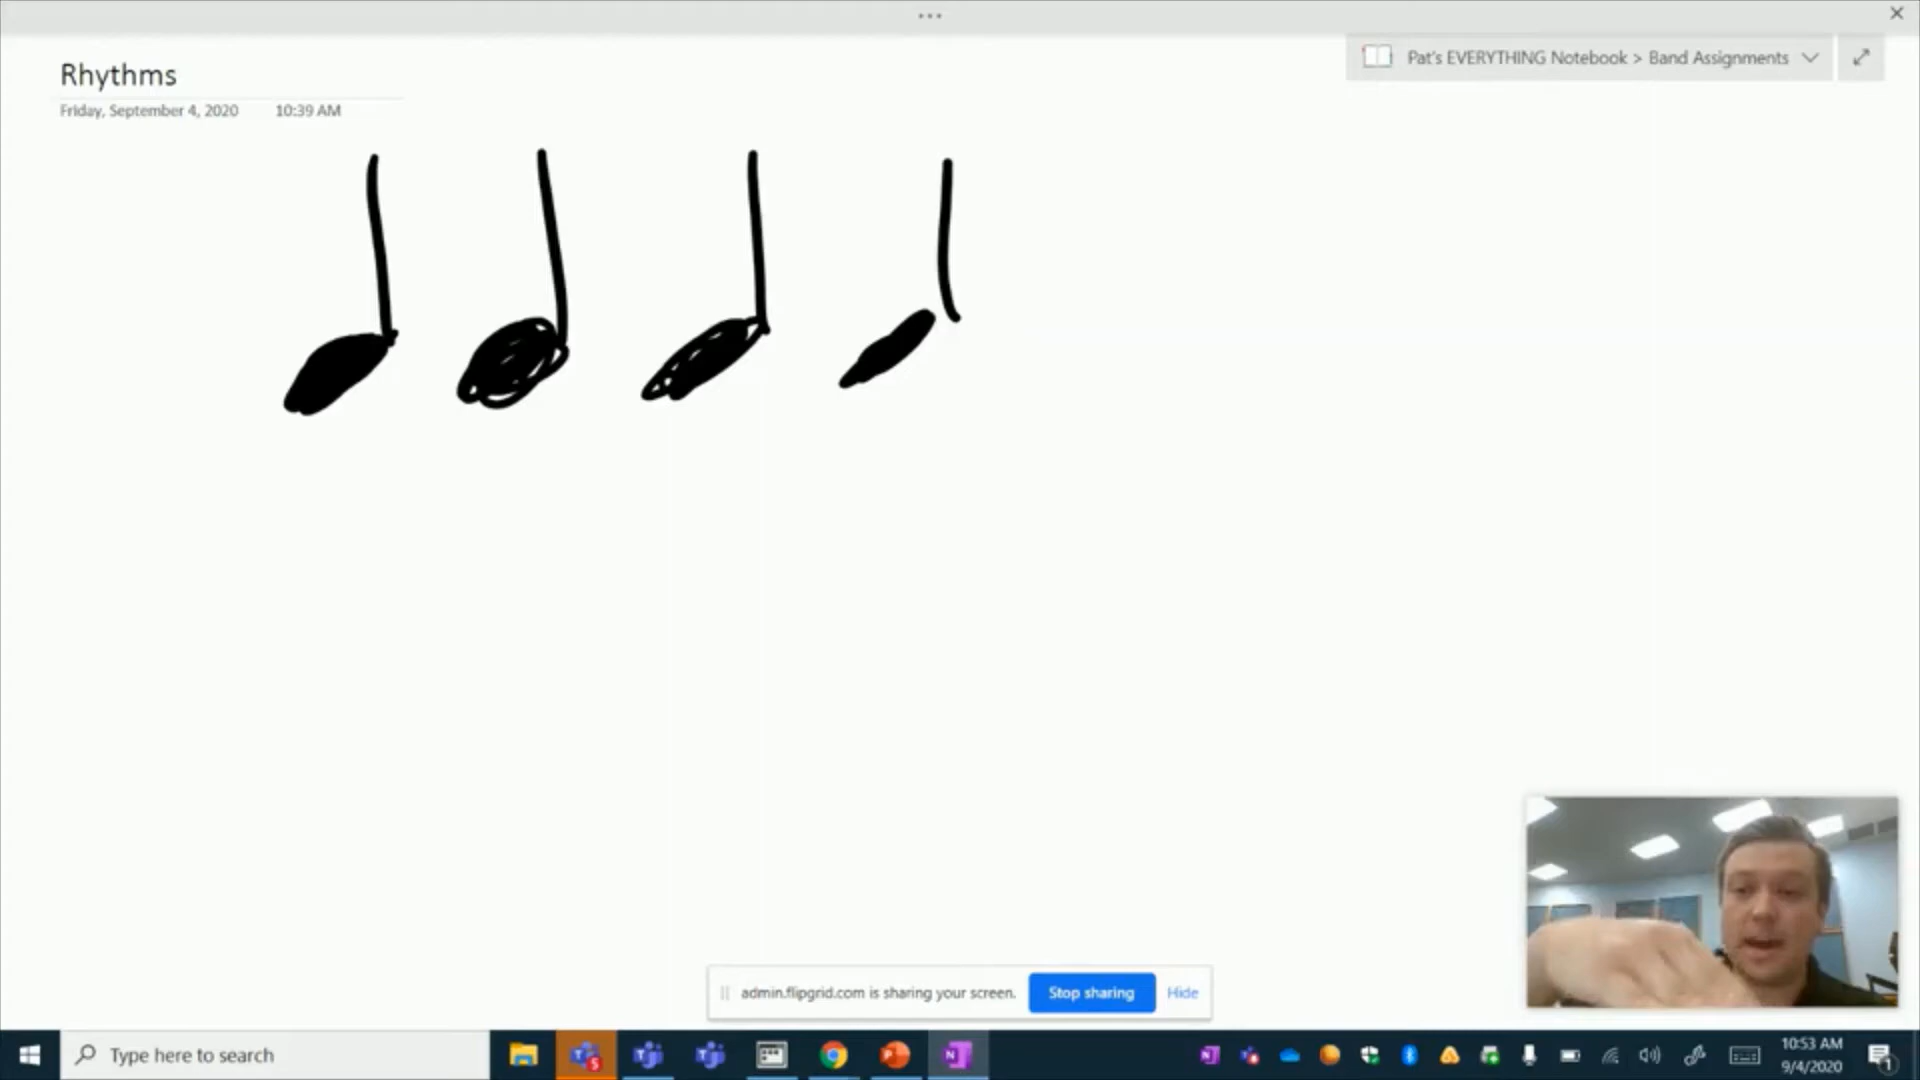 Rhythms
Friday, September 4, 2020 10:39 AM
Pat's EVERYTHING Notebook > Band Assignments
admin.flipgrid.com is sharing your screen.
Stop sharing
Hide
Type here to search
10:53 AM
9/4/2020